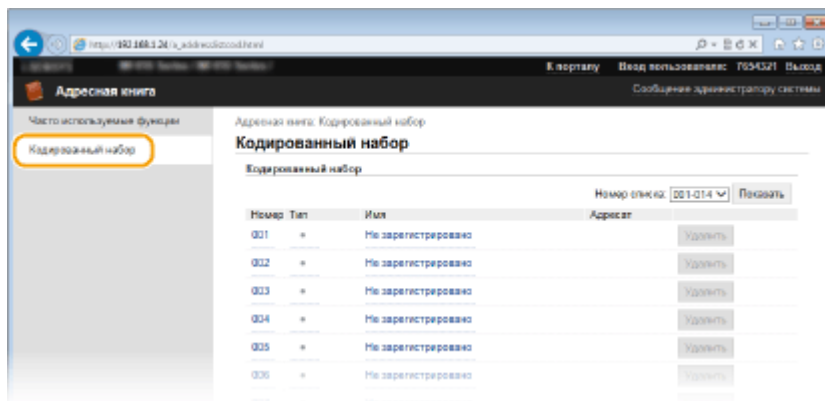 http://192.168.1.24/a_addresslistcod.html
К порталу Вход пользователя: 7654321 Выход
Адресная книга
Сообщение администратору системы
Часто используемые функции
Кодированный набор
Адресная книга: Кодированный набор
Кодированный набор
Кодированный набор
Номер списка: 001-014 Показать
Номер Тип Имя Адресат
001 Не зарегистрировано Удалить
002 Не зарегистрировано Удалить
003 Не зарегистрировано Удалить
004 Не зарегистрировано Удалить
005 Не зарегистрировано Удалить
006 Не зарегистрировано Удалить